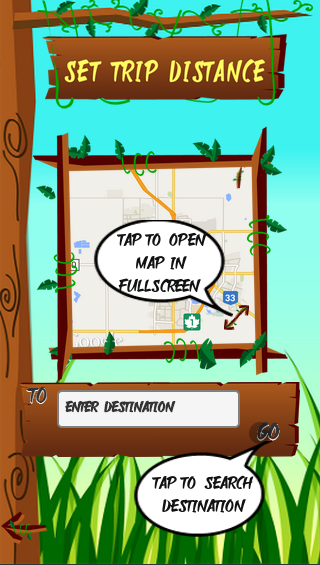 SET TRIP DISTANCE
TAP TO OPEN
MAP IN
FULLSCREEN
33
1
Google
TO
ENTER DESTINATION
GO
TAP TO SEARCH
DESTINATION